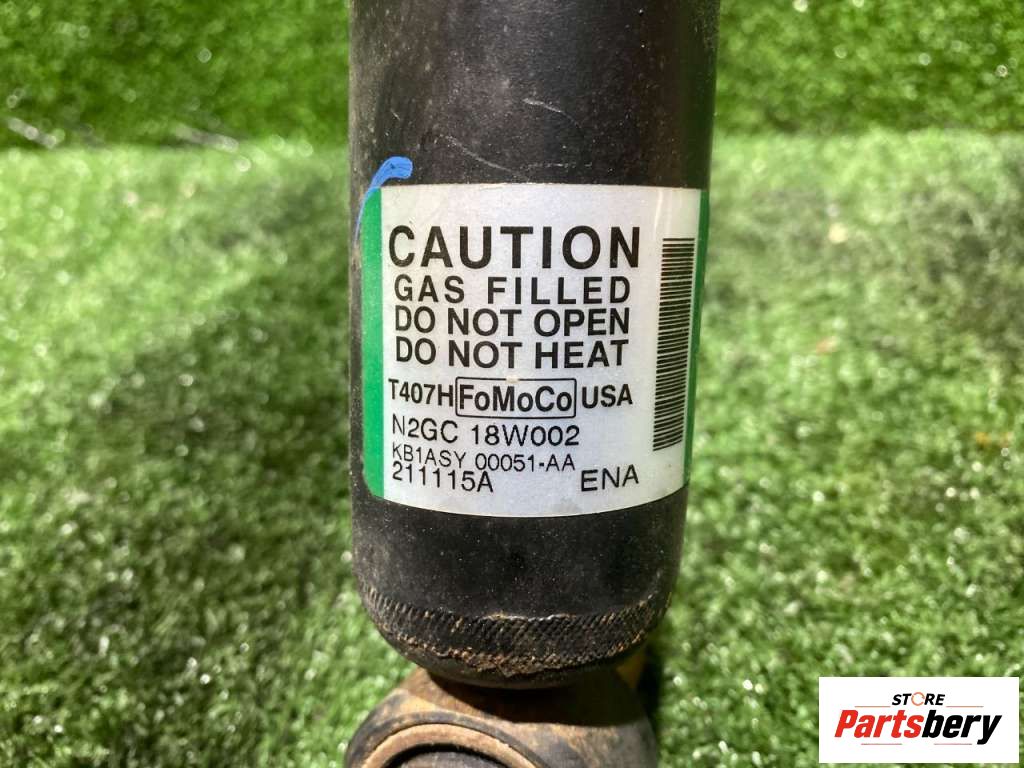 CAUTION
GAS FILLED
DO NOT OPEN
DO NOT HEAT
T407H FoMoCo USA
N2GC 18W002
KB1ASY 00051-AA
211115A ENA
STORE
Partsbery